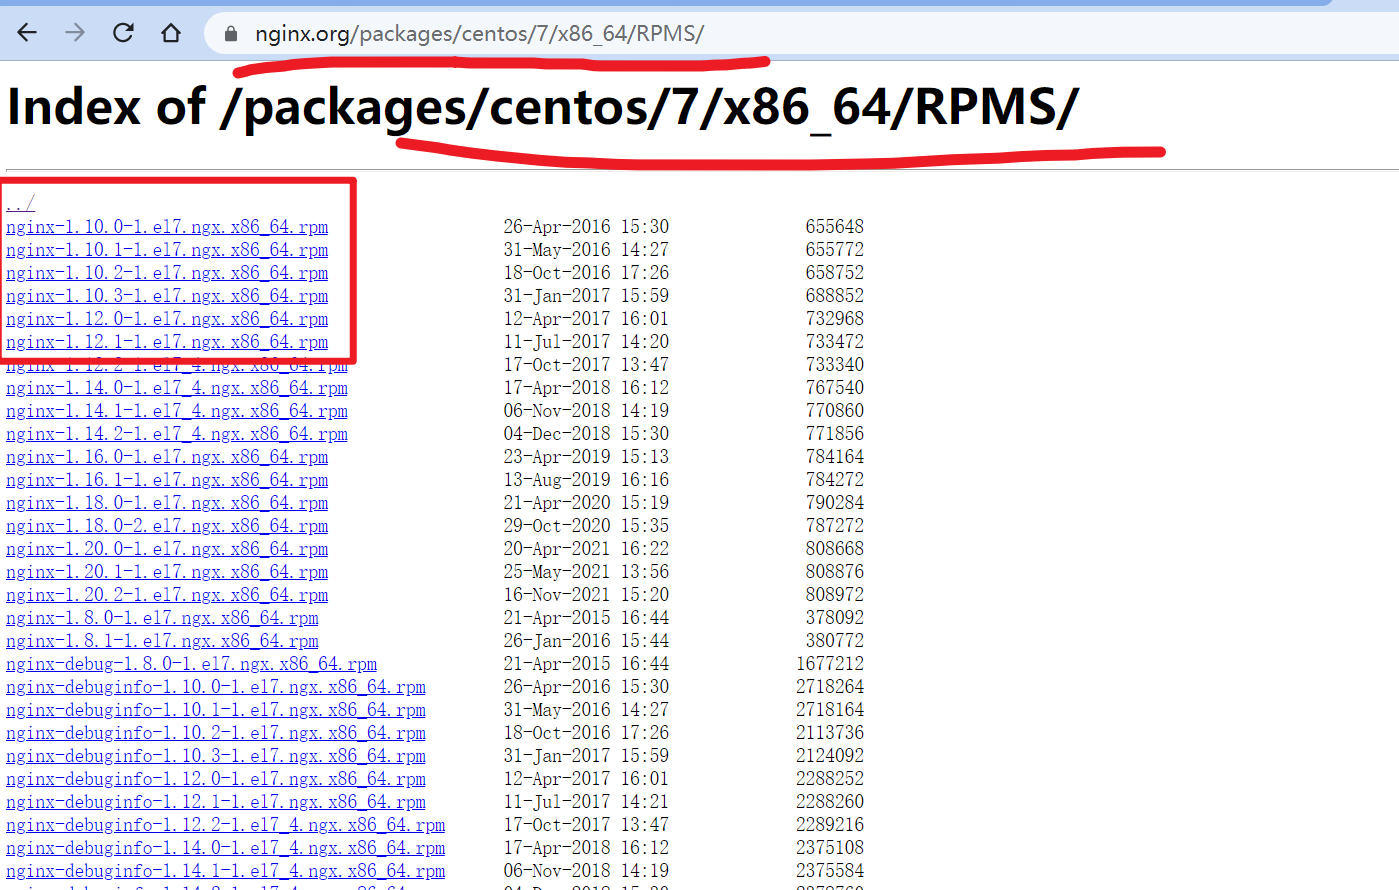 nginx.org/packages/centos/7/x86_64/RPMS/
Index of /packages/centos/7/x86_64/RPMS/
../
nginx-1.10.0-1.el7.ngx.x86_64.rpm 26-Apr-2016 15:30 655648
nginx-1.10.1-1.el7.ngx.x86_64.rpm 31-May-2016 14:27 655772
nginx-1.10.2-1.el7.ngx.x86_64.rpm 18-Oct-2016 17:26 658752
nginx-1.10.3-1.el7.ngx.x86_64.rpm 31-Jan-2017 15:59 688852
nginx-1.12.0-1.el7.ngx.x86_64.rpm 12-Apr-2017 16:01 732968
nginx-1.12.1-1.el7.ngx.x86_64.rpm 11-Jul-2017 14:20 733472
nginx-1.12.2-1.el7_4.ngx.x86_64.rpm 17-Oct-2017 13:47 733340
nginx-1.14.0-1.el7_4.ngx.x86_64.rpm 17-Apr-2018 16:12 767540
nginx-1.14.1-1.el7_4.ngx.x86_64.rpm 06-Nov-2018 14:19 770860
nginx-1.14.2-1.el7_4.ngx.x86_64.rpm 04-Dec-2018 15:30 771856
nginx-1.16.0-1.el7.ngx.x86_64.rpm 23-Apr-2019 15:13 784164
nginx-1.16.1-1.el7.ngx.x86_64.rpm 13-Aug-2019 16:16 784272
nginx-1.18.0-1.el7.ngx.x86_64.rpm 21-Apr-2020 15:19 790284
nginx-1.18.0-2.el7.ngx.x86_64.rpm 29-Oct-2020 15:35 787272
nginx-1.20.0-1.el7.ngx.x86_64.rpm 20-Apr-2021 16:22 808668
nginx-1.20.1-1.el7.ngx.x86_64.rpm 25-May-2021 13:56 808876
nginx-1.20.2-1.el7.ngx.x86_64.rpm 16-Nov-2021 15:20 808972
nginx-1.8.0-1.el7.ngx.x86_64.rpm 21-Apr-2015 16:44 378092
nginx-1.8.1-1.el7.ngx.x86_64.rpm 26-Jan-2016 15:44 380772
nginx-debug-1.8.0-1.el7.ngx.x86_64.rpm 21-Apr-2015 16:44 1677212
nginx-debuginfo-1.10.0-1.el7.ngx.x86_64.rpm 26-Apr-2016 15:30 2718264
nginx-debuginfo-1.10.1-1.el7.ngx.x86_64.rpm 31-May-2016 14:27 2718164
nginx-debuginfo-1.10.2-1.el7.ngx.x86_64.rpm 18-Oct-2016 17:26 2113736
nginx-debuginfo-1.10.3-1.el7.ngx.x86_64.rpm 31-Jan-2017 15:59 2124092
nginx-debuginfo-1.12.0-1.el7.ngx.x86_64.rpm 12-Apr-2017 16:01 2288252
nginx-debuginfo-1.12.1-1.el7.ngx.x86_64.rpm 11-Jul-2017 14:21 2288260
nginx-debuginfo-1.12.2-1.el7_4.ngx.x86_64.rpm 17-Oct-2017 13:47 2289216
nginx-debuginfo-1.14.0-1.el7_4.ngx.x86_64.rpm 17-Apr-2018 16:12 2375108
nginx-debuginfo-1.14.1-1.el7_4.ngx.x86_64.rpm 06-Nov-2018 14:19 2375584